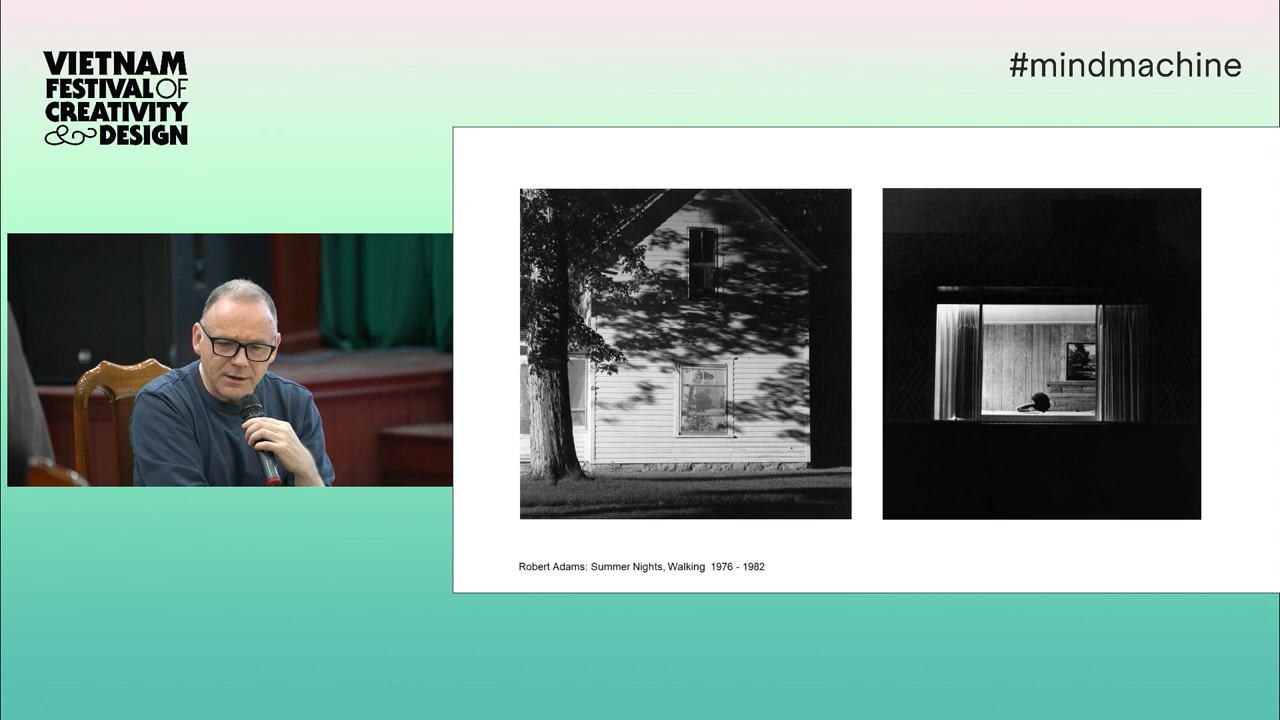 VIETNAM
FESTIVAL OF
CREATIVITY
& DESIGN
#mindmachine
Robert Adams: Summer Nights, Walking 1976 - 1982